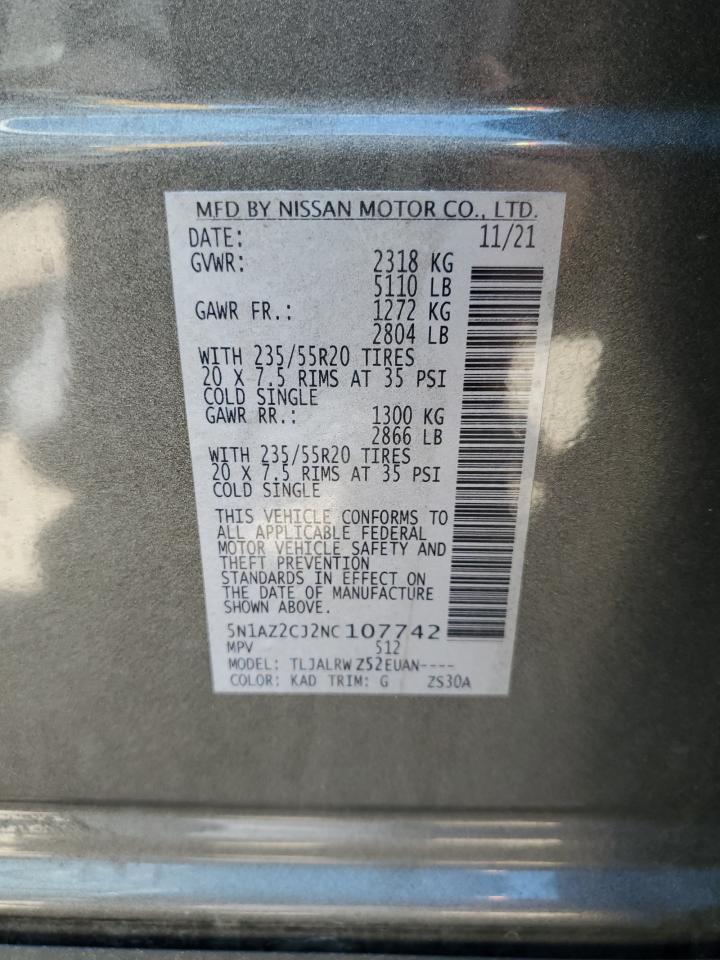 MFD BY NISSAN MOTOR CO., LTD.
DATE: 11/21
GVWR: 2318 KG
5110 LB
GAWR FR.: 1272 KG
2804 LB
WITH 235/55R20 TIRES
20 X 7.5 RIMS AT 35 PSI
COLD SINGLE
GAWR RR.: 1300 KG
2866 LB
WITH 235/55R20 TIRES
20 X 7.5 RIMS AT 35 PSI
COLD SINGLE
THIS VEHICLE CONFORMS TO
ALL APPLICABLE FEDERAL
MOTOR VEHICLE SAFETY AND
THEFT PREVENTION
STANDARDS IN EFFECT ON
THE DATE OF MANUFACTURE
SHOWN ABOVE.
5N1AZ2CJ2NC107742
MPV 512
MODEL: TLJALRW Z52EUAN----
COLOR: KAD TRIM: G ZS30A